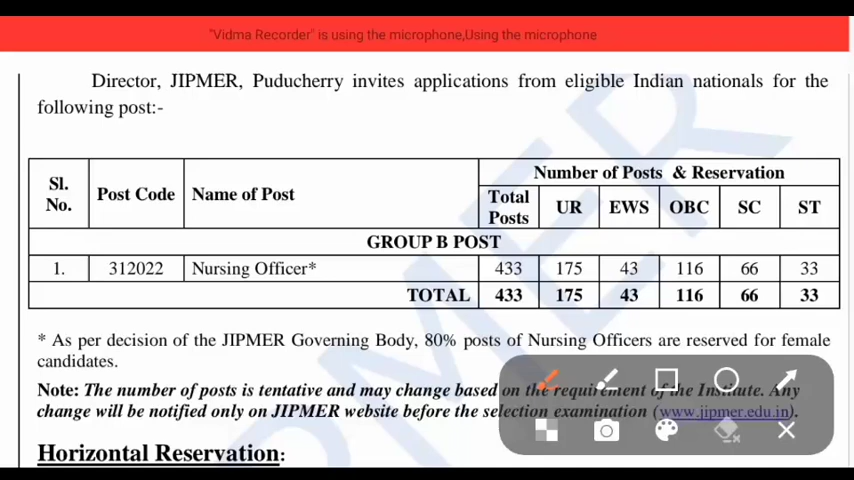 "Vidma Recorder" is using the microphone,Using the microphone
Director, JIPMER, Puducherry invites applications from eligible Indian nationals for the
following post:-
Sl. No. Post Code Name of Post Number of Posts & Reservation
Total Posts UR EWS OBC SC ST
GROUP B POST
1. 312022 Nursing Officer* 433 175 43 116 66 33
TOTAL 433 175 43 116 66 33
* As per decision of the JIPMER Governing Body, 80% posts of Nursing Officers are reserved for female
candidates.
Note: The number of posts is tentative and may change based on the requirement of the Institute. Any
change will be notified only on JIPMER website before the selection examination (www.jipmer.edu.in).
Horizontal Reservation:
JIPMER